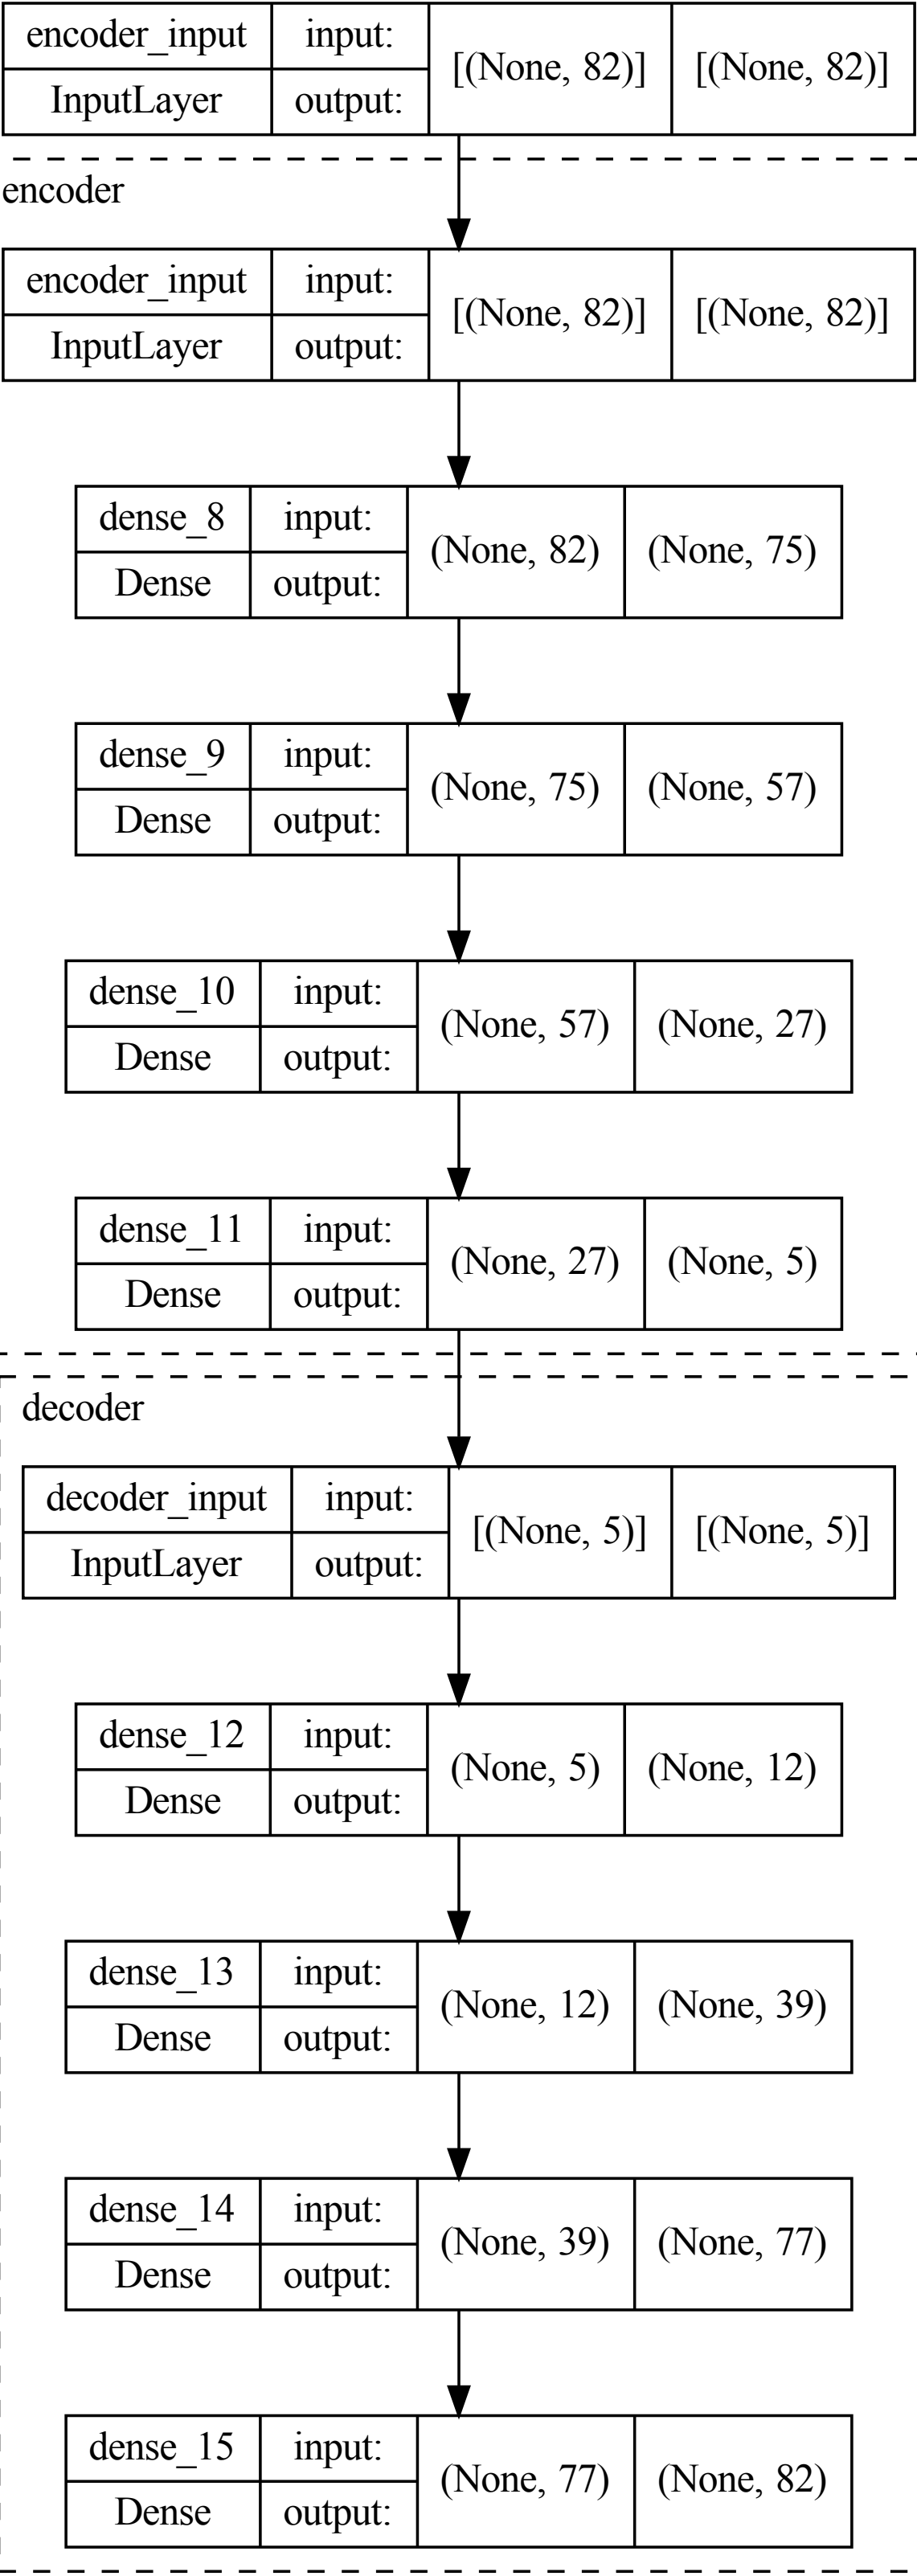 encoder_input input: [(None, 82)] [(None, 82)]
InputLayer output:
encoder
encoder_input input: [(None, 82)] [(None, 82)]
InputLayer output:
dense_8 input: (None, 82) (None, 75)
Dense output:
dense_9 input: (None, 75) (None, 57)
Dense output:
dense_10 input: (None, 57) (None, 27)
Dense output:
dense_11 input: (None, 27) (None, 5)
Dense output:
decoder
decoder_input input: [(None, 5)] [(None, 5)]
InputLayer output:
dense_12 input: (None, 5) (None, 12)
Dense output:
dense_13 input: (None, 12) (None, 39)
Dense output:
dense_14 input: (None, 39) (None, 77)
Dense output:
dense_15 input: (None, 77) (None, 82)
Dense output: